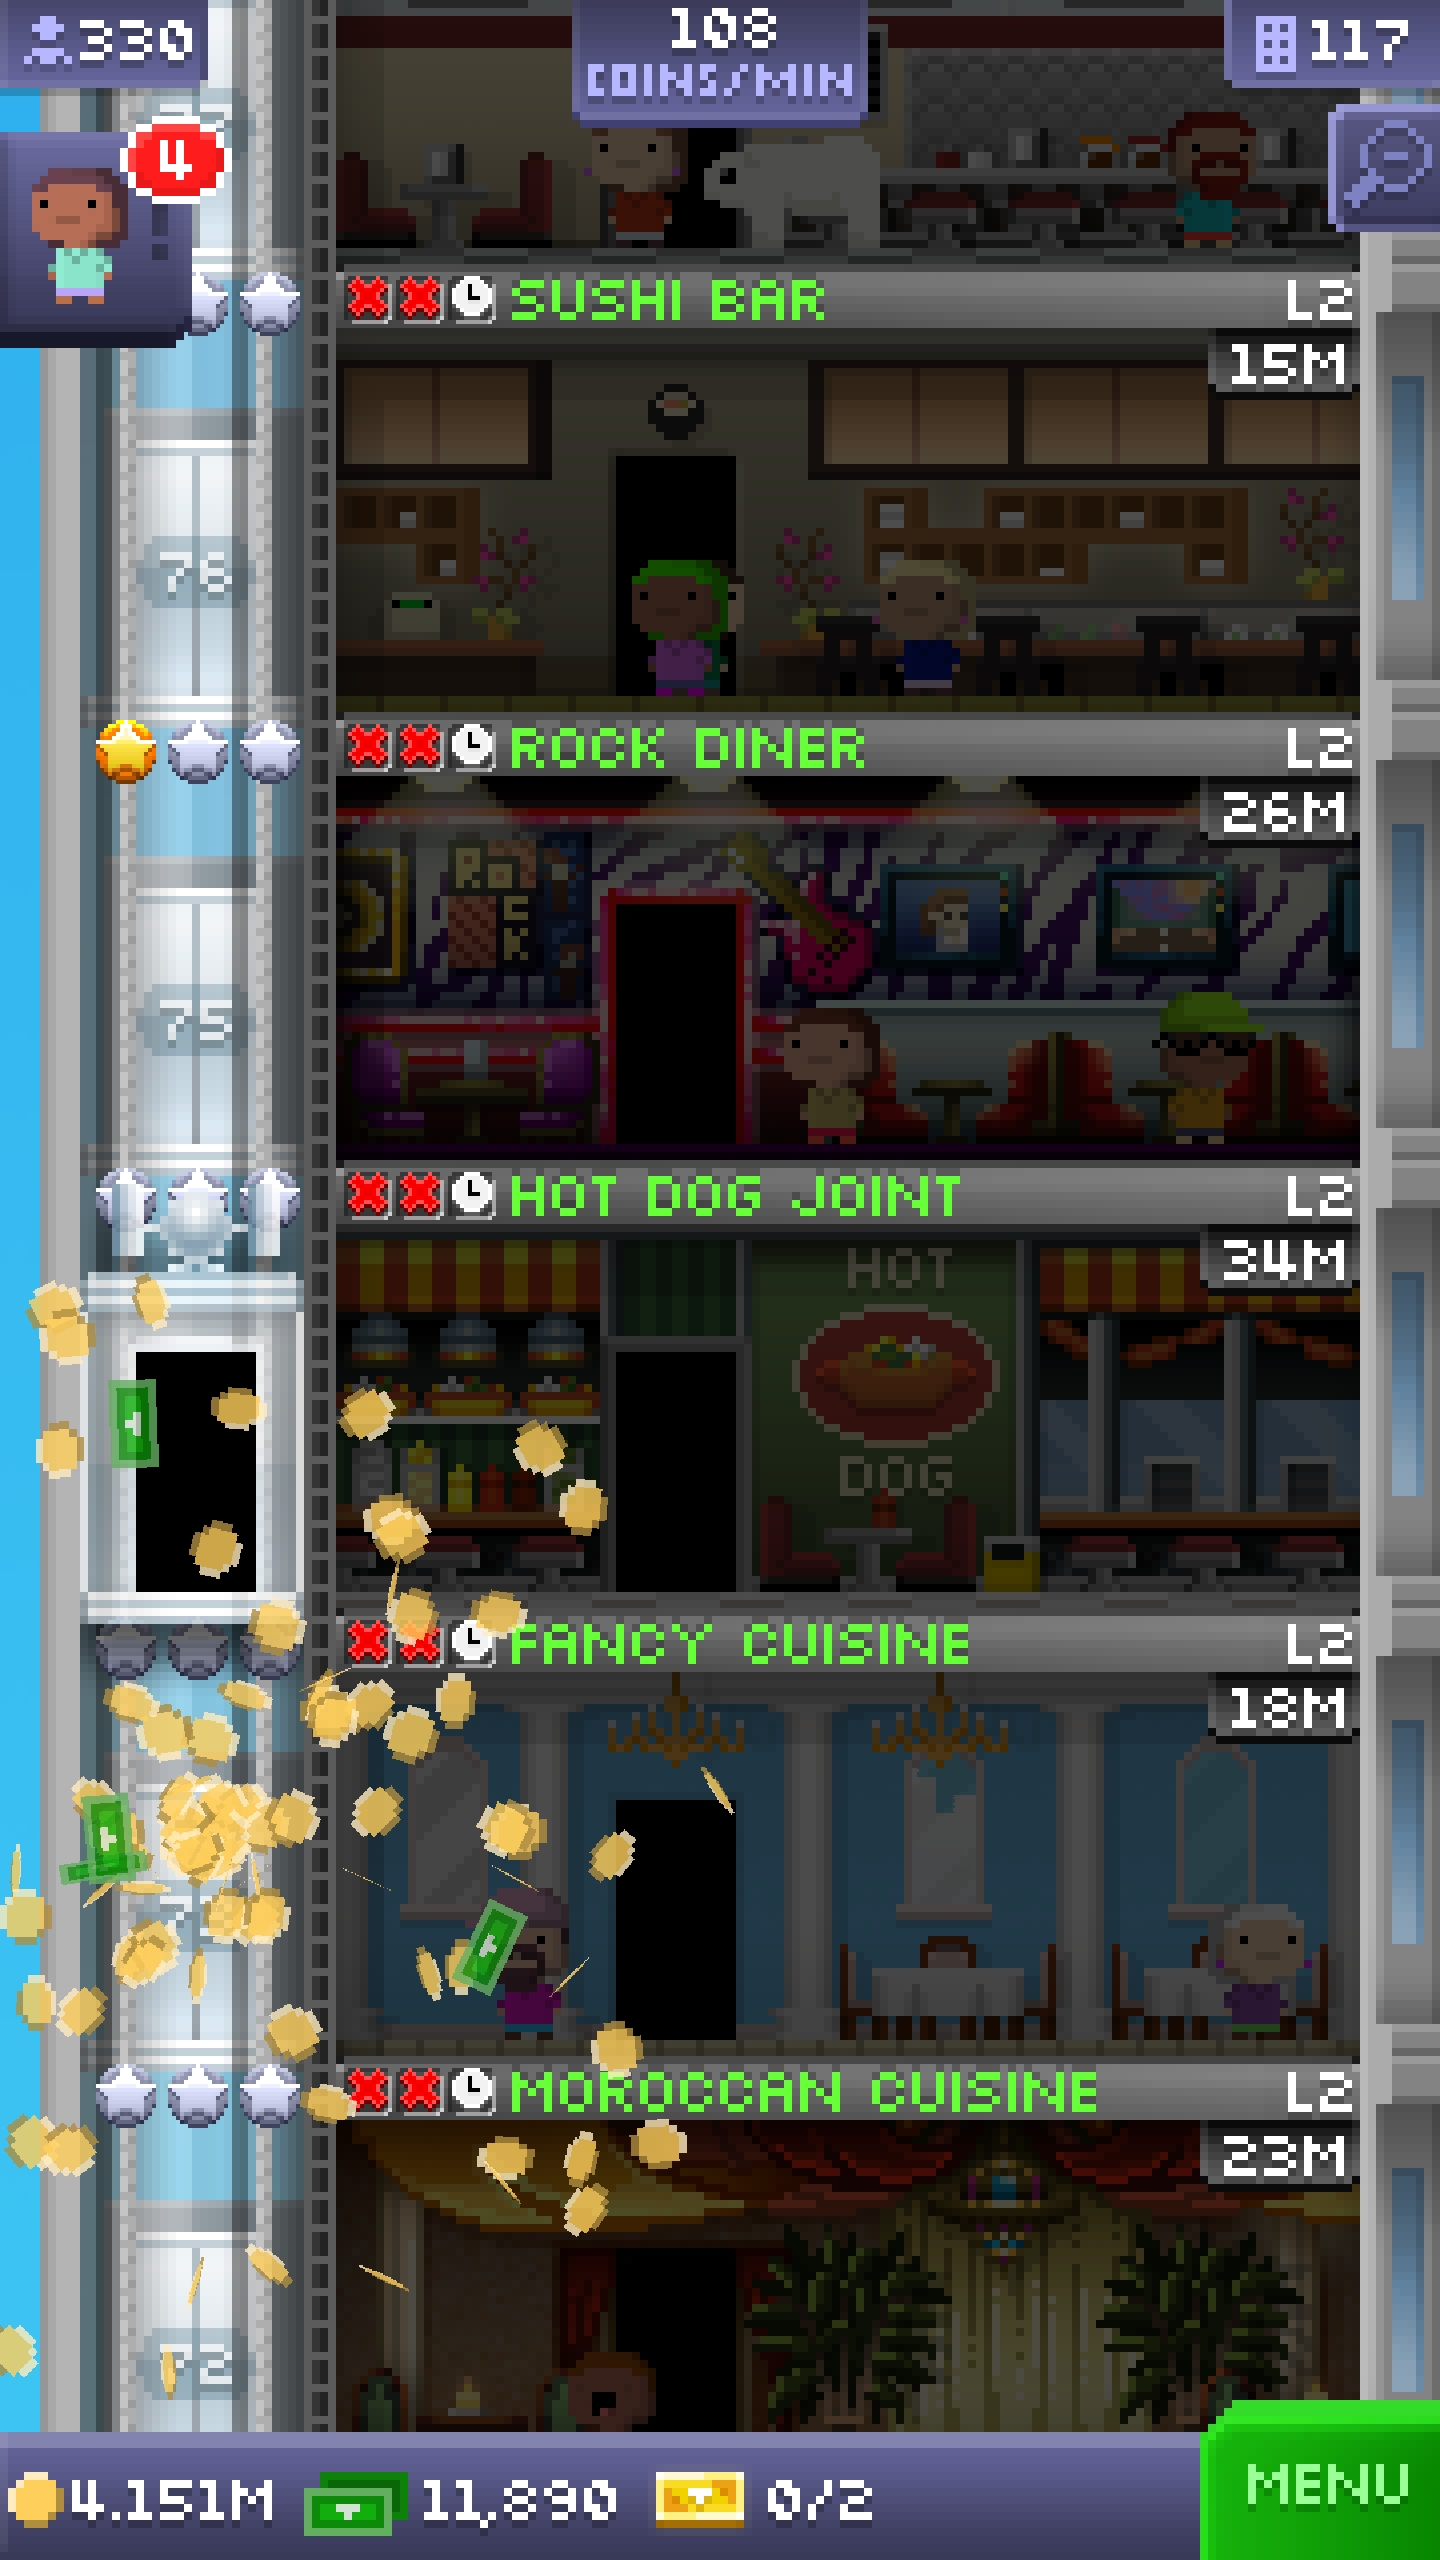 330
108
COINS/MIN
117
4
SUSHI BAR
L2
15M
76
ROCK DINER
L2
26M
ROCK
75
HOT DOG JOINT
L2
34M
HOT
DOG
FANCY CUISINE
L2
18M
MOROCCAN CUISINE
L2
23M
72
4.151M
11,890
0/2
MENU